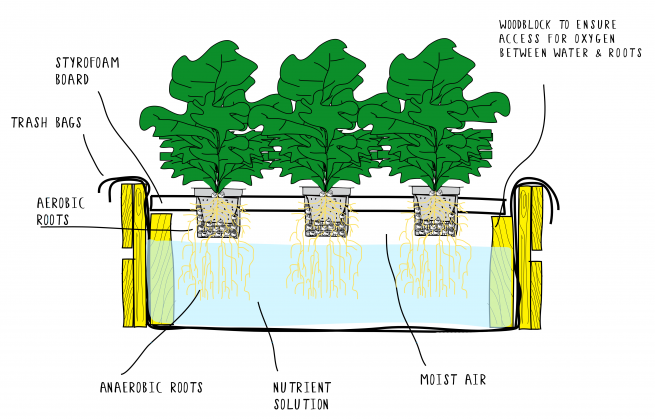 WOODBLOCK TO ENSURE
ACCESS FOR OXYGEN
BETWEEN WATER & ROOTS
STYROFOAM
BOARD
TRASH BAGS
AEROBIC
ROOTS
ANAEROBIC ROOTS
NUTRIENT
SOLUTION
MOIST AIR